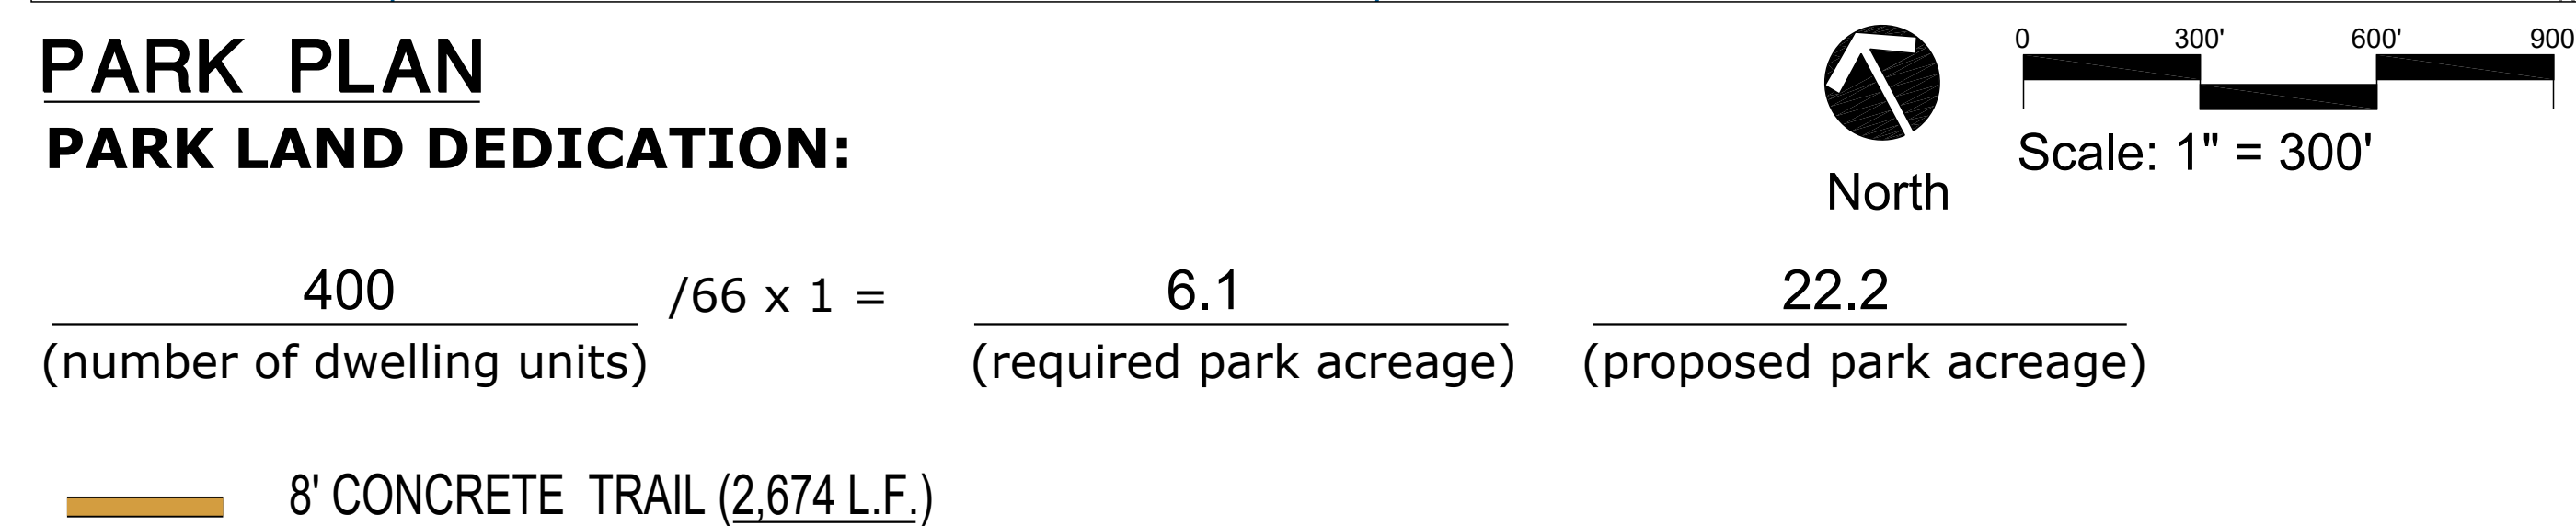 PARK PLAN
PARK LAND DEDICATION:
North
0 300' 600' 900
Scale: 1" = 300'
400 /66 x 1 = 6.1 22.2
(number of dwelling units) (required park acreage) (proposed park acreage)
8' CONCRETE TRAIL (2,674 L.F.)